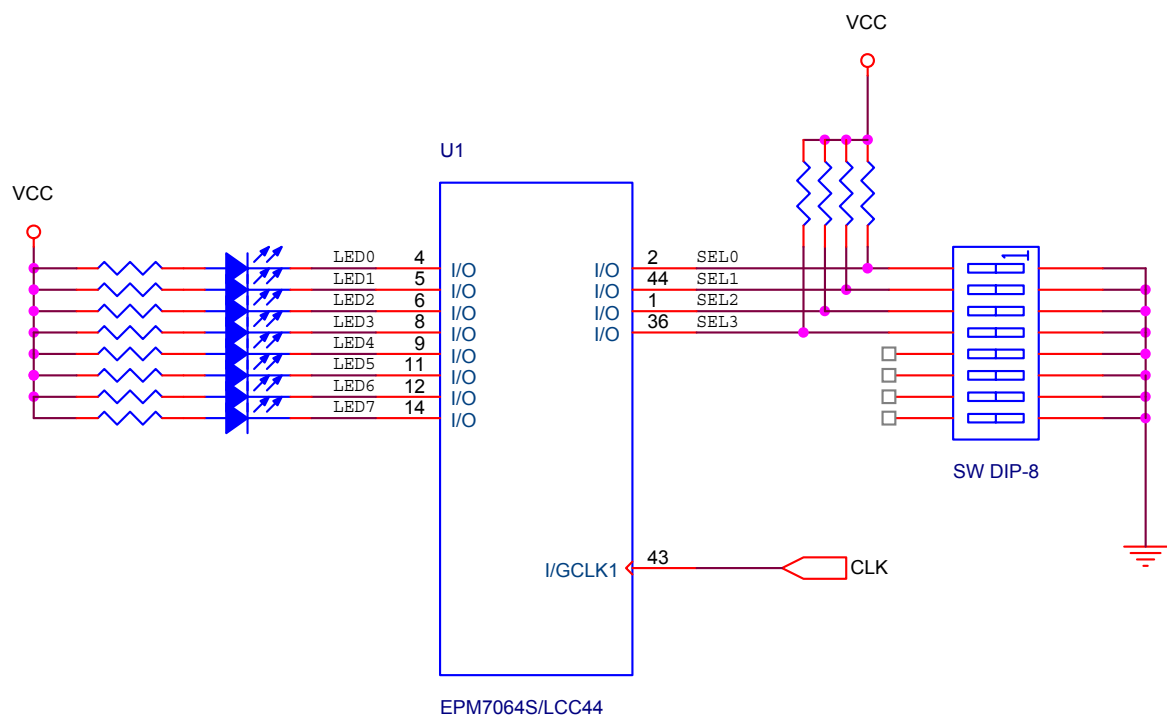 VCC
U1
VCC
LED0 4 I/O
LED1 5 I/O
LED2 6 I/O
LED3 8 I/O
LED4 9 I/O
LED5 11 I/O
LED6 12 I/O
LED7 14 I/O
I/O 2 SEL0
I/O 44 SEL1
I/O 1 SEL2
I/O 36 SEL3
1
SW DIP-8
I/GCLK1 43 CLK
EPM7064S/LCC44